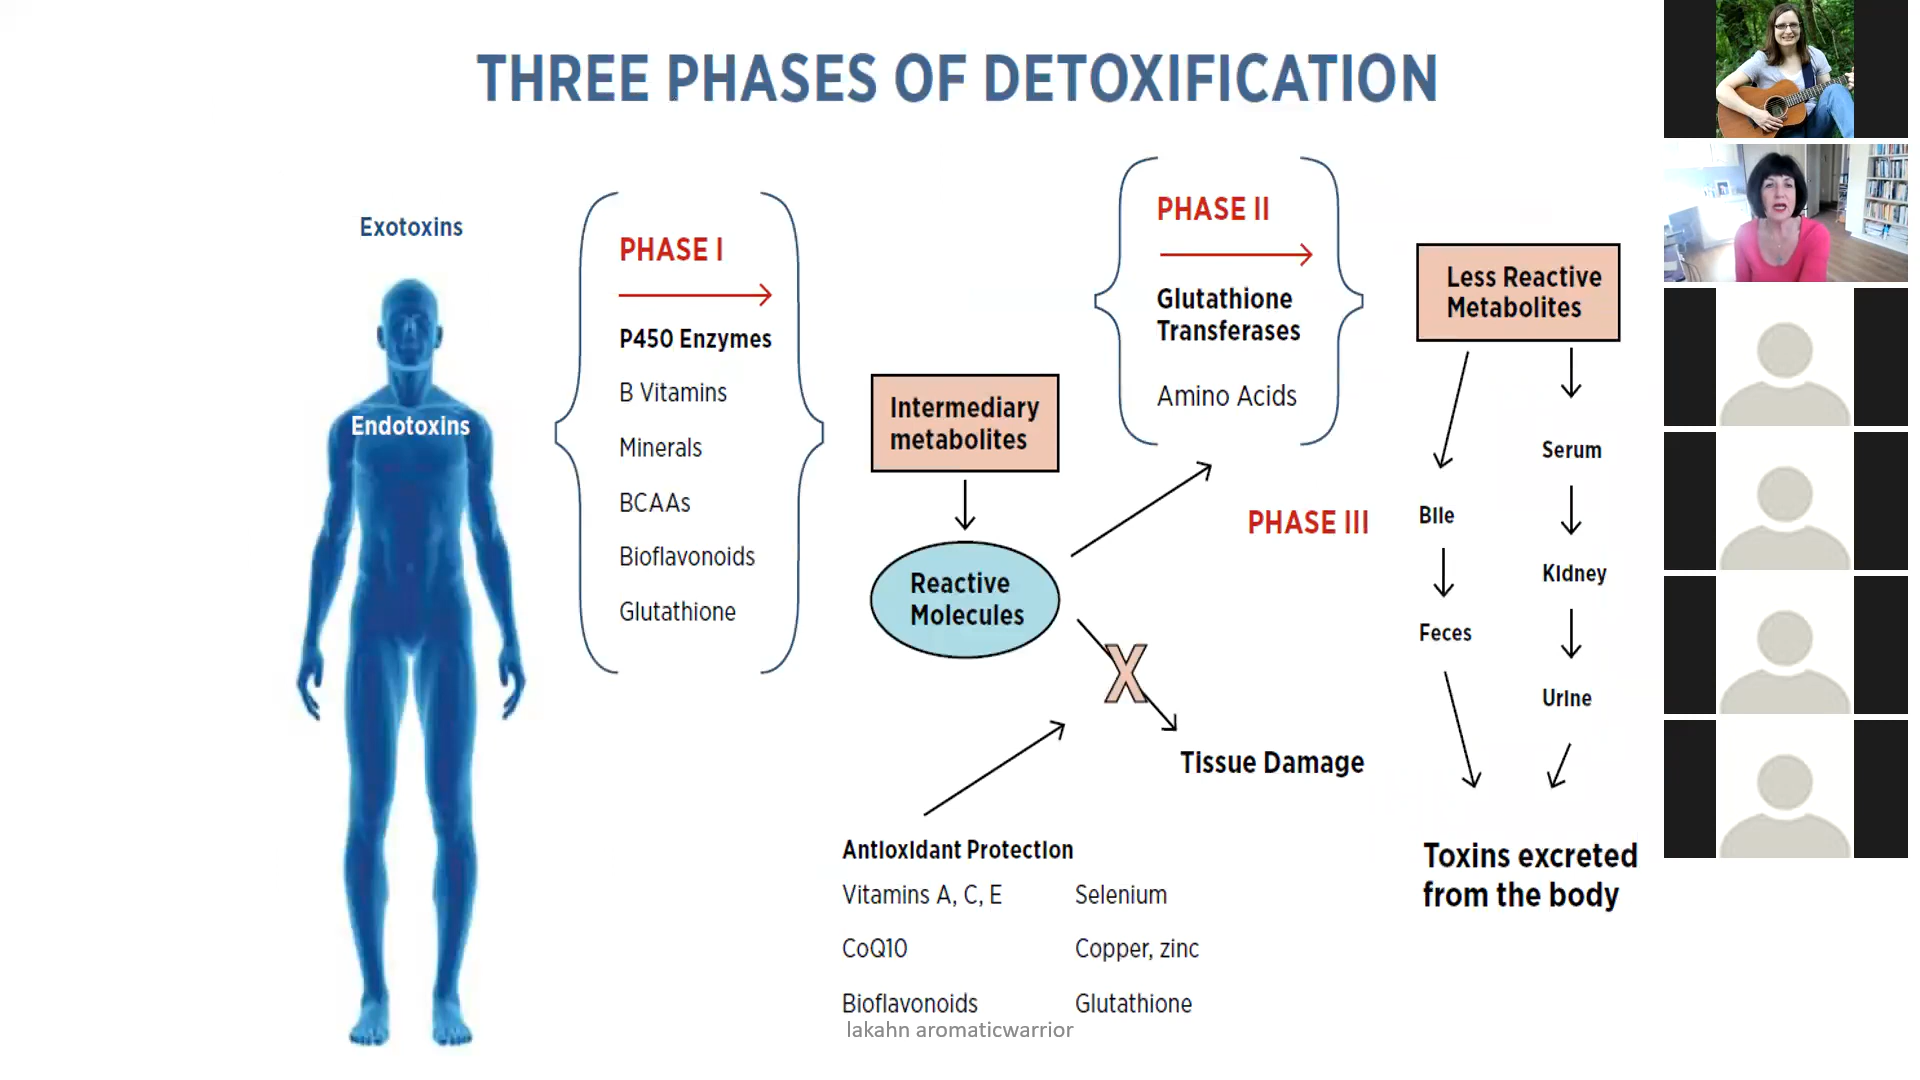 THREE PHASES OF DETOXIFICATION
Exotoxins
Endotoxins
PHASE I
P450 Enzymes
B Vitamins
Minerals
BCAAs
Bioflavonoids
Glutathione
Intermediary
metabolites
Reactive
Molecules
PHASE II
Glutathione
Transferases
Amino Acids
X
Tissue Damage
Antioxidant Protection
Vitamins A, C, E
Selenium
CoQ10
Copper, zinc
Bioflavonoids
Glutathione
PHASE III
Less Reactive
Metabolites
Bile
Feces
Serum
Kidney
Urine
Toxins excreted
from the body
lakahn aromaticwarrior